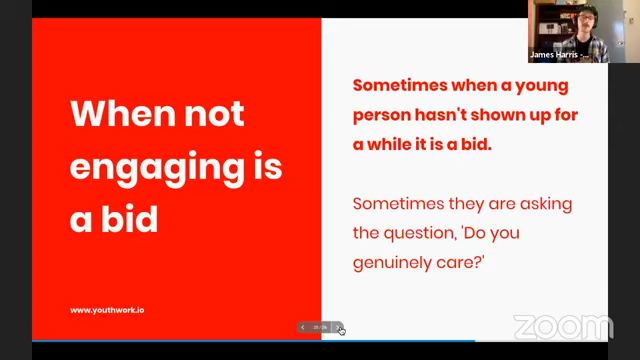 When not
engaging is
a bid
www.youthwork.io
Sometimes when a young
person hasn't shown up for
a while it is a bid.
Sometimes they are asking
the question, 'Do you
genuinely care?'
James Harris -...
zoom